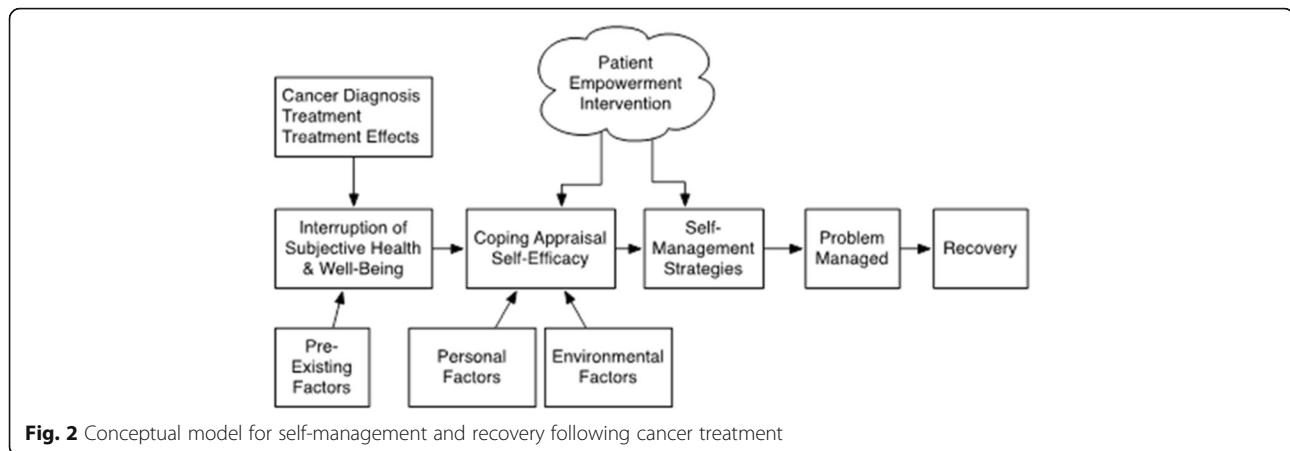 Patient
Empowerment
Intervention
Cancer Diagnosis
Treatment
Treatment Effects
Interruption of
Subjective Health
& Well-Being
Coping Appraisal
Self-Efficacy
Self-
Management
Strategies
Problem
Managed
Recovery
Pre-
Existing
Factors
Personal
Factors
Environmental
Factors
Fig. 2 Conceptual model for self-management and recovery following cancer treatment